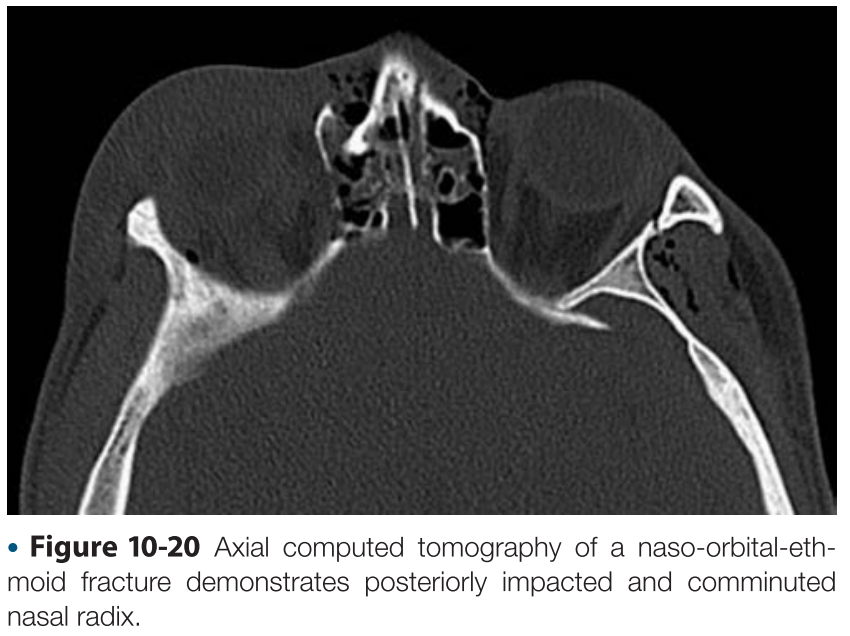 • Figure 10-20 Axial computed tomography of a naso-orbital-eth-
moid fracture demonstrates posteriorly impacted and comminuted
nasal radix.